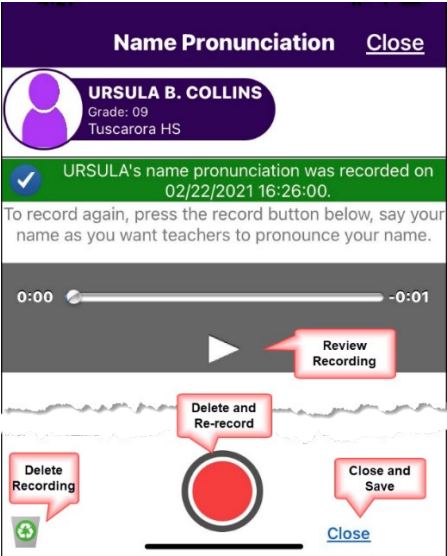 Name Pronunciation Close
URSULA B. COLLINS
Grade: 09
Tuscarora HS
URSULA's name pronunciation was recorded on
02/22/2021 16:26:00.
To record again, press the record button below, say your
name as you want teachers to pronounce your name.
0:00 -0:01
Review
Recording
Delete and
Re-record
Delete
Recording
Close and
Save
Close